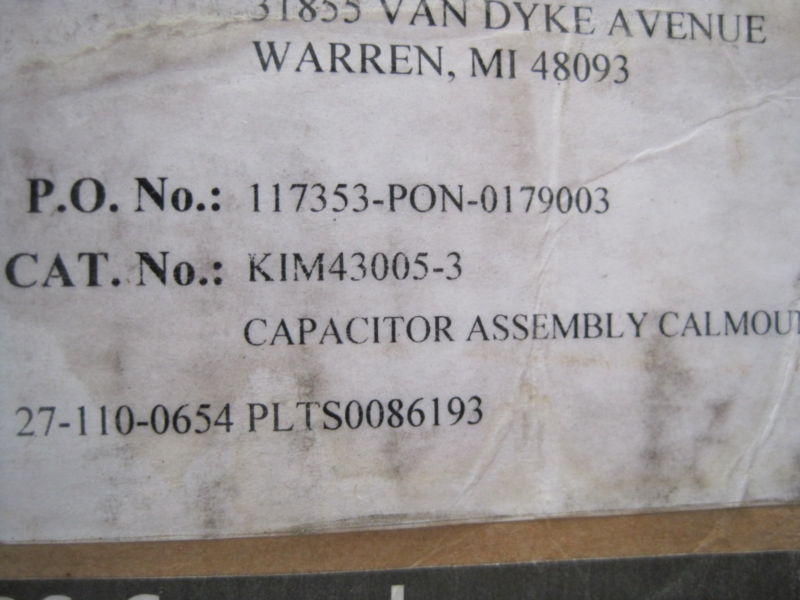 31855 VAN DYKE AVENUE
WARREN, MI 48093
P.O. No.: 117353-PON-0179003
CAT. No.: KIM43005-3
CAPACITOR ASSEMBLY CALMOU
27-110-0654 PLTS0086193